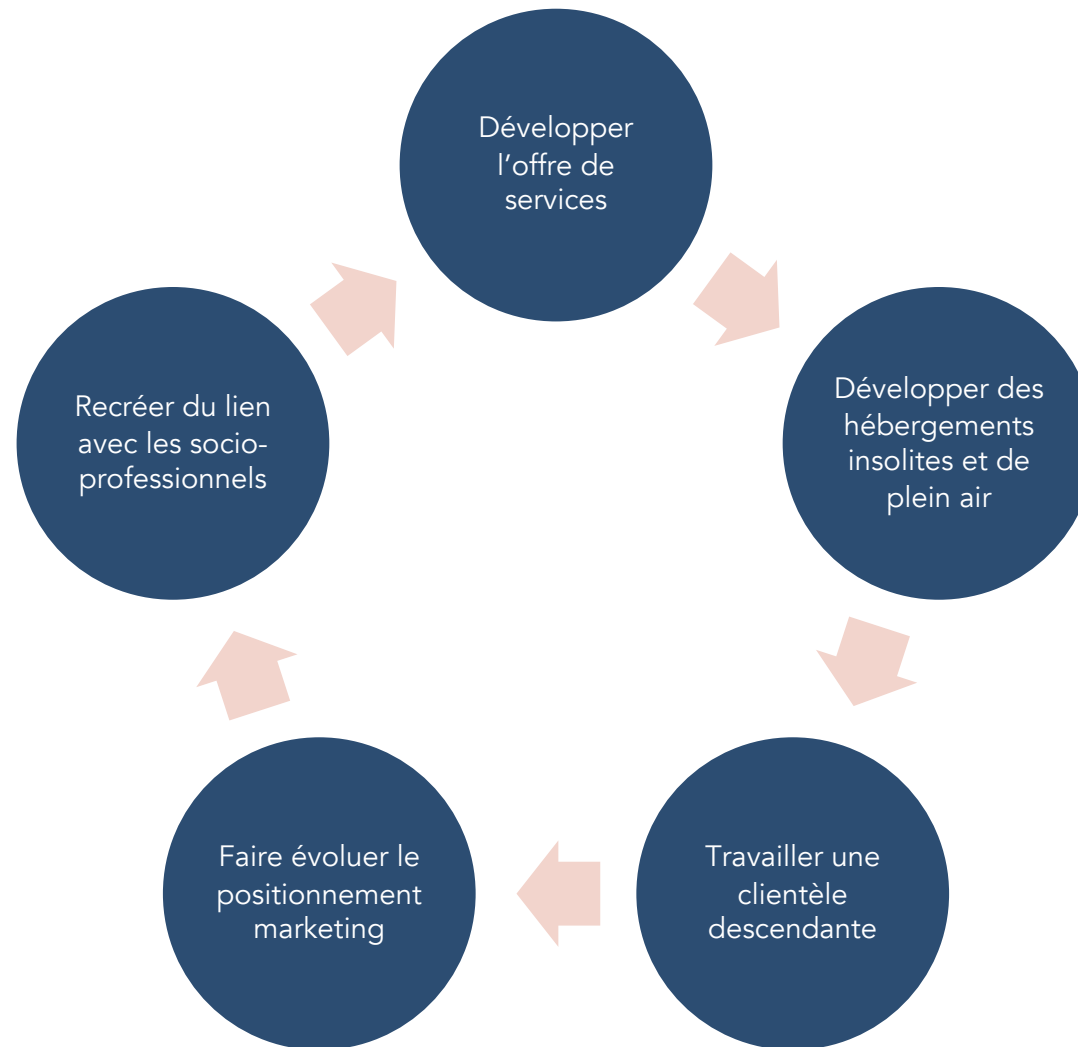 Développer
l’offre de
services
Développer des
hébergements
insolites et de
plein air
Travailler une
clientèle
descendante
Faire évoluer le
positionnement
marketing
Recréer du lien
avec les socio-
professionnels